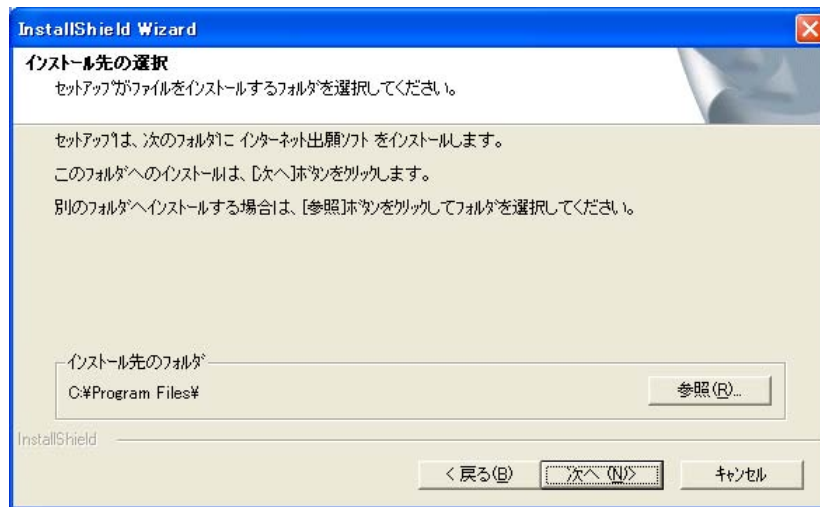 InstallShield Wizard
インストール先の選択
セットアップがファイルをインストールするフォルダを選択してください。
セットアップは、次のフォルダに インターネット出願ソフト をインストールします。
このフォルダへのインストールは、[次へ]ボタンをクリックします。
別のフォルダへインストールする場合は、[参照]ボタンをクリックしてフォルダを選択してください。
インストール先のフォルダ
C:¥Program Files¥
参照(R)...
InstallShield
< 戻る(B)
次へ (N)>
キャンセル